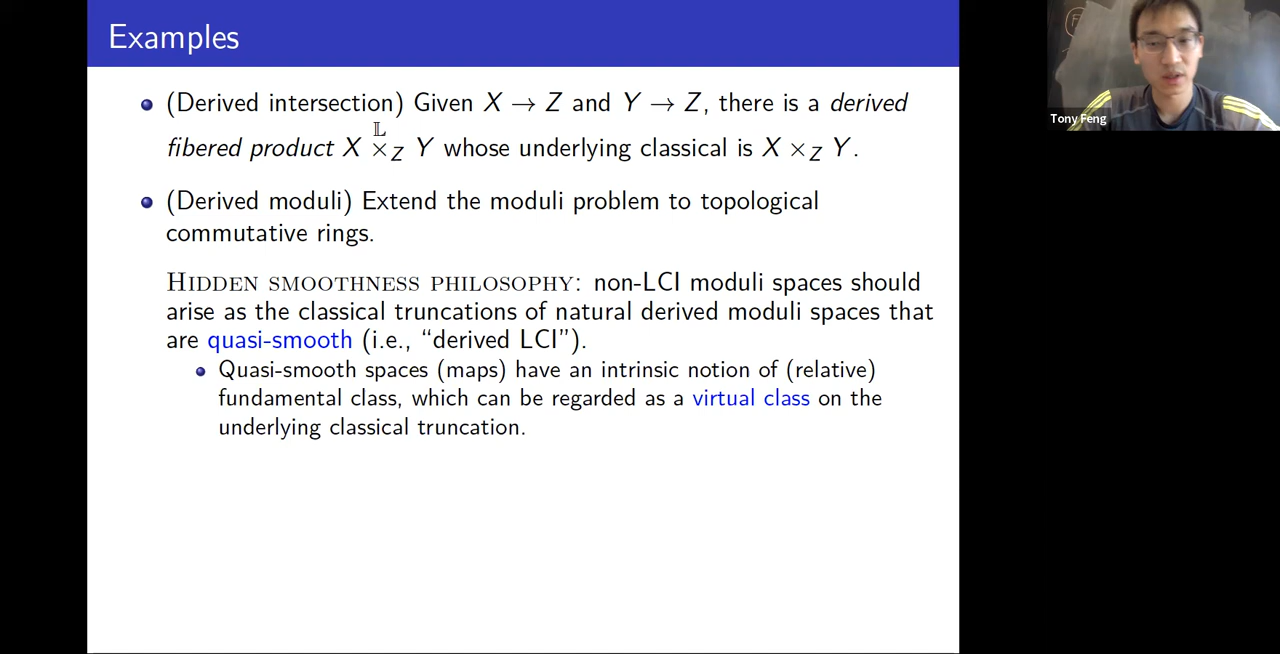 Examples
(Derived intersection) Given X → Z and Y → Z, there is a derived
fibered product X ×ᴸ_Z Y whose underlying classical is X ×_Z Y.
(Derived moduli) Extend the moduli problem to topological
commutative rings.
Hidden smoothness philosophy: non-LCI moduli spaces should
arise as the classical truncations of natural derived moduli spaces that
are quasi-smooth (i.e., “derived LCI”).
Quasi-smooth spaces (maps) have an intrinsic notion of (relative)
fundamental class, which can be regarded as a virtual class on the
underlying classical truncation.
Tony Feng